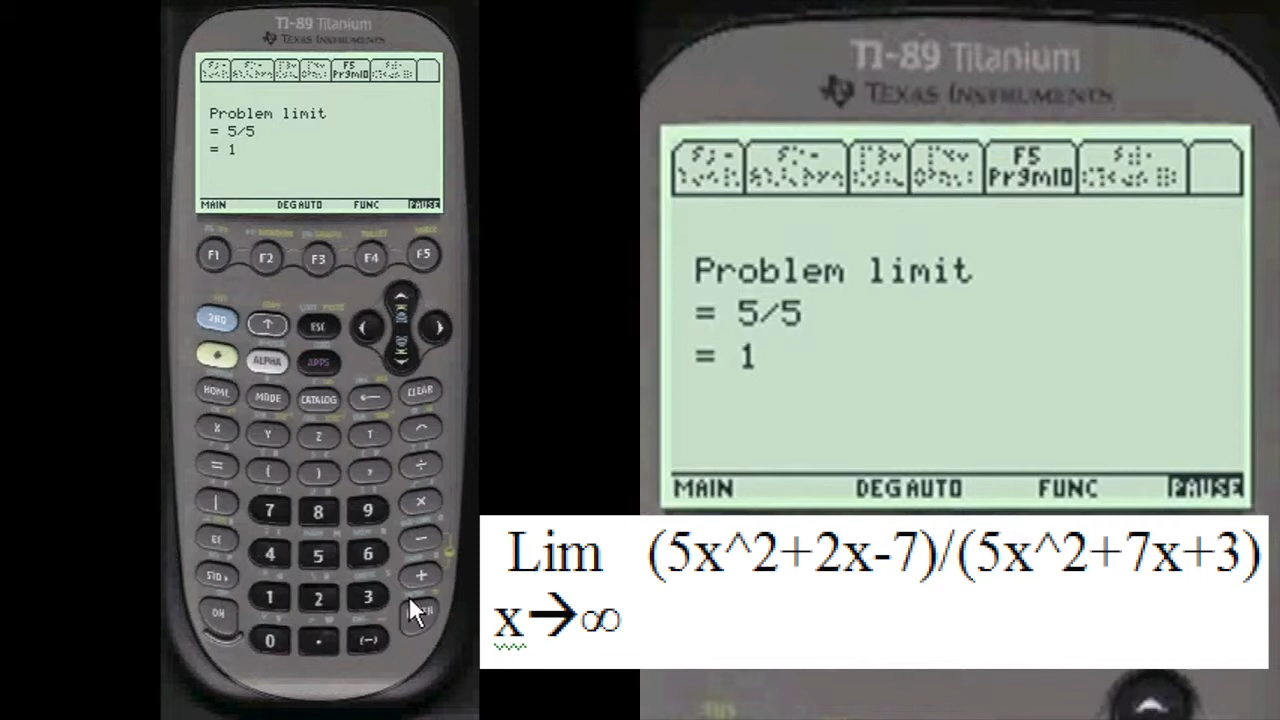 TI-89 Titanium
TEXAS INSTRUMENTS
F5
Prgm10
Problem limit
= 5/5
= 1
MAIN DEG AUTO FUNC PAUSE
F1 F2 F3 F4 F5
2ND ↑ ESC
ALPHA APPS
HOME MODE CATALOG ← CLEAR
X Y Z T ^
= ( ) , ÷
| 7 8 9 ×
EE 4 5 6 −
STO▸ 1 2 3 +
ON 0 . (−)
TI-89 Titanium
TEXAS INSTRUMENTS
F5
Prgm10
Problem limit
= 5/5
= 1
MAIN DEG AUTO FUNC PAUSE
Lim (5x^2+2x-7)/(5x^2+7x+3)
x→∞